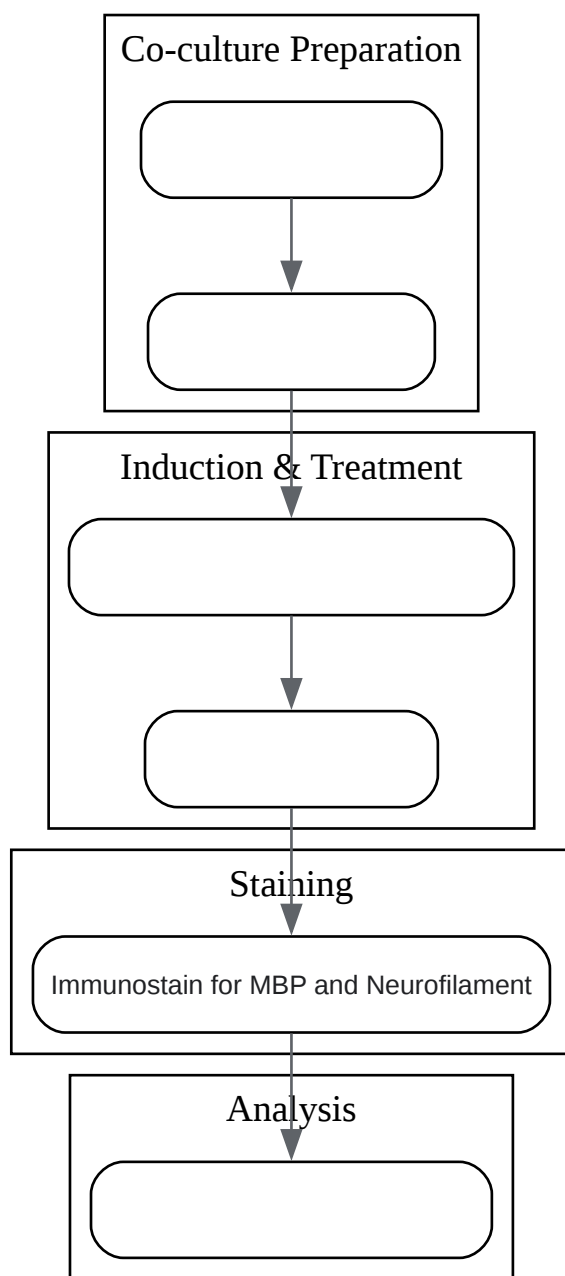 Co-culture Preparation
Induction & Treatment
Staining
Immunostain for MBP and Neurofilament
Analysis